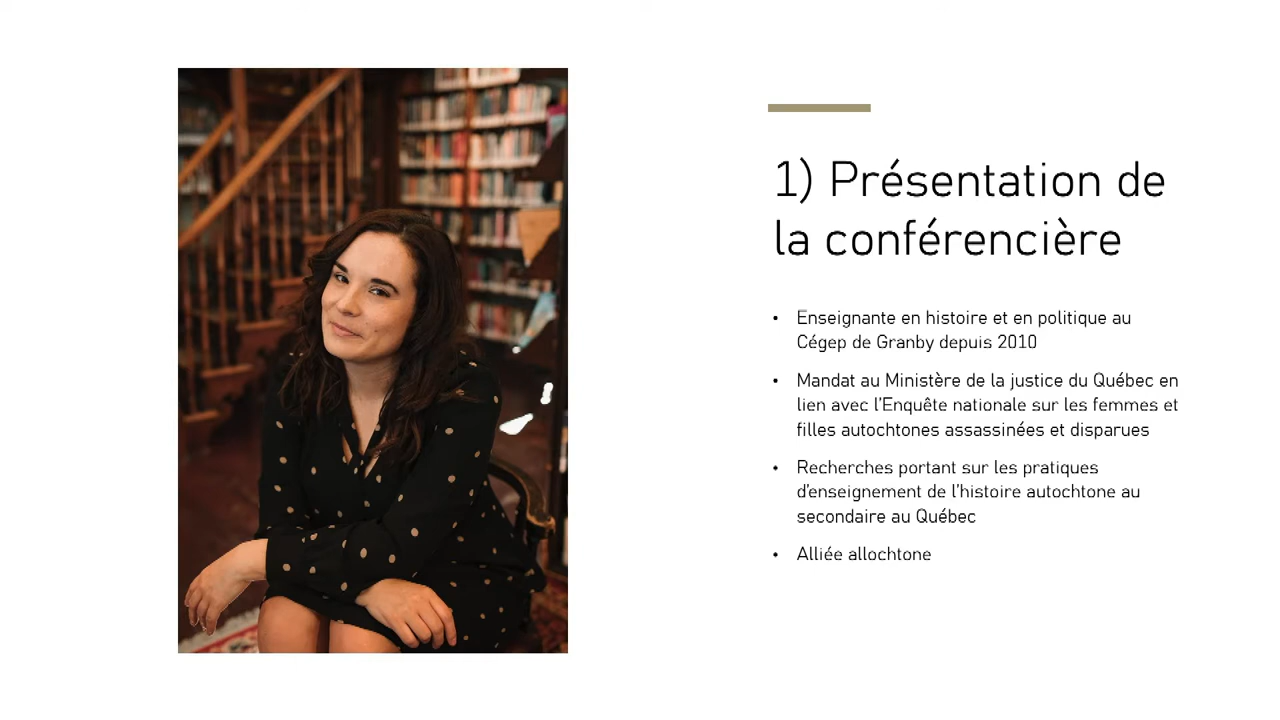 1) Présentation de
la conférencière
• Enseignante en histoire et en politique au
Cégep de Granby depuis 2010
• Mandat au Ministère de la justice du Québec en
lien avec l'Enquête nationale sur les femmes et
filles autochtones assassinées et disparues
• Recherches portant sur les pratiques
d'enseignement de l'histoire autochtone au
secondaire au Québec
• Alliée allochtone